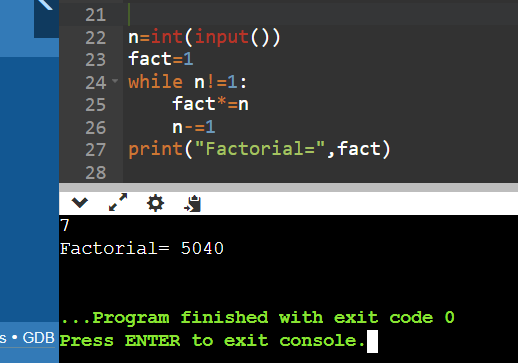 21
22 n=int(input())
23 fact=1
24 while n!=1:
25     fact*=n
26     n-=1
27 print("Factorial=",fact)
28
7
Factorial= 5040
...Program finished with exit code 0
s • GDB
Press ENTER to exit console.